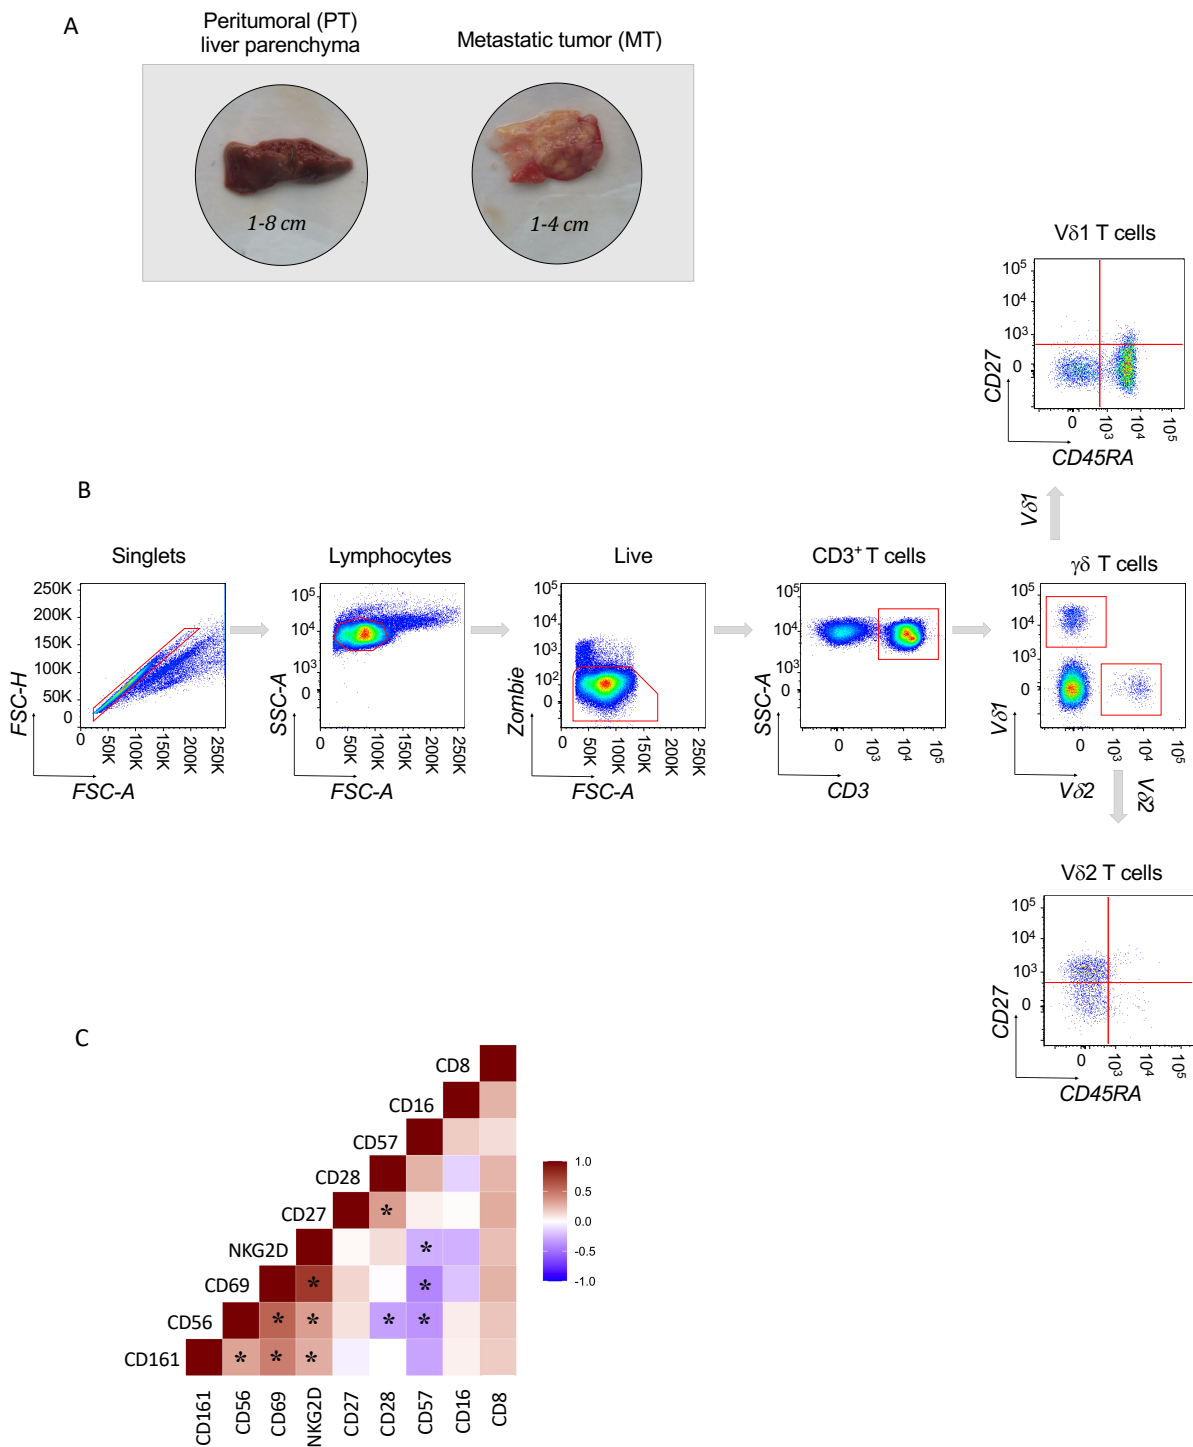 A
Peritumoral (PT)
liver parenchyma
Metastatic tumor (MT)
1-8 cm
1-4 cm
Vδ1 T cells
10⁵
10⁴
10³
0
CD27
0 10³ 10⁴ 10⁵
CD45RA
Vδ1
B
Singlets
250K
200K
150K
100K
50K
0
FSC-H
0 50K 100K 150K 200K 250K
FSC-A
Lymphocytes
10⁵
10⁴
10³
0
SSC-A
50K 100K 150K 200K 250K
FSC-A
Live
10⁵
10⁴
10³
10²
0
Zombie
50K 100K 150K 200K 250K
FSC-A
CD3⁺ T cells
10⁵
10⁴
10³
0
SSC-A
0 10³ 10⁴ 10⁵
CD3
γδ T cells
10⁵
10⁴
10³
0
Vδ1
0 10³ 10⁴ 10⁵
Vδ2
Vδ2
Vδ2 T cells
10⁵
10⁴
10³
0
CD27
0 10³ 10⁴ 10⁵
CD45RA
C
CD8
CD16
CD57
CD28
CD27
*
NKG2D
*
CD69
* *
CD56
* * * *
CD161
* * *
CD161 CD56 CD69 NKG2D CD27 CD28 CD57 CD16 CD8
1.0
0.5
0.0
-0.5
-1.0